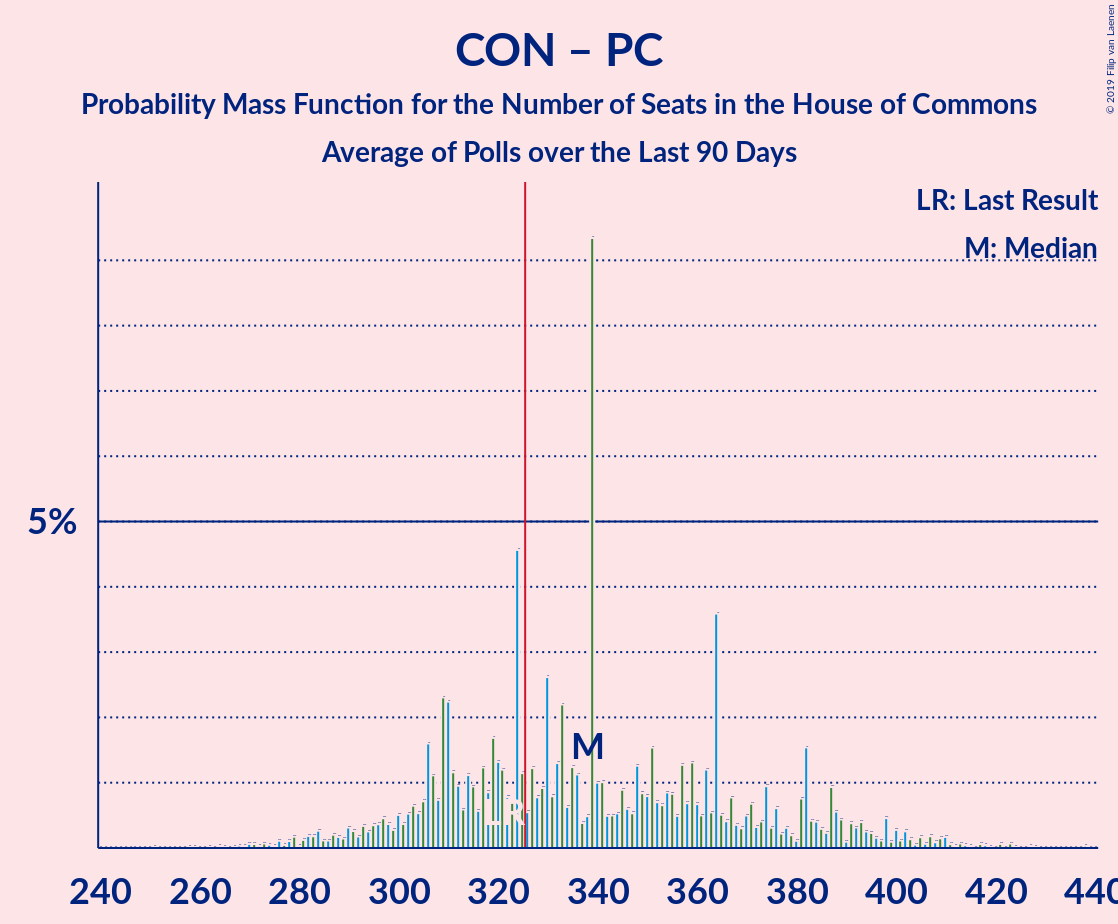 CON – PC
Probability Mass Function for the Number of Seats in the House of Commons
Average of Polls over the Last 90 Days
© 2019 Filip van Laenen
LR: Last Result
M: Median
5%
LR
M
240 260 280 300 320 340 360 380 400 420 440